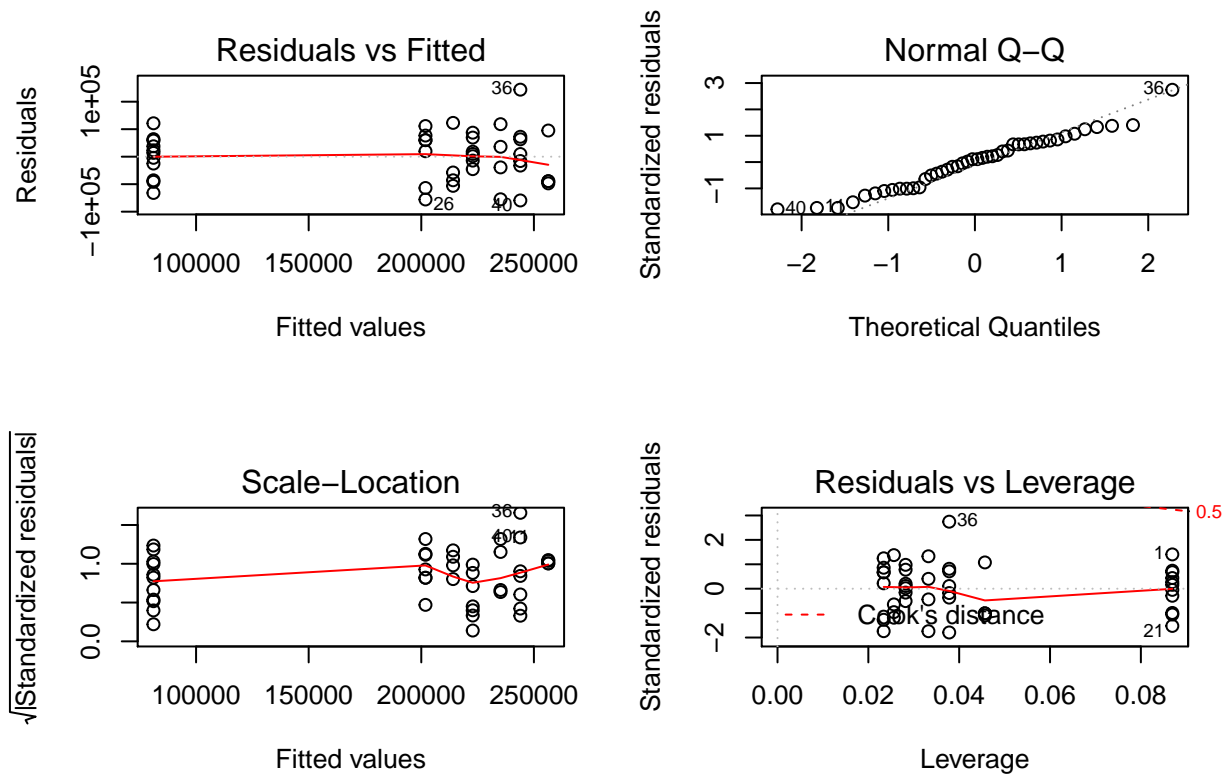 Residuals vs Fitted
Residuals
−1e+05
1e+05
36
26
40
100000 150000 200000 250000
Fitted values
Normal Q−Q
Standardized residuals
−1
1
3
36
40
11
−2 −1 0 1 2
Theoretical Quantiles
Scale−Location
√|Standardized residuals|
0.0
1.0
36
40
11
100000 150000 200000 250000
Fitted values
Residuals vs Leverage
Standardized residuals
−2
0
2
0.5
36
1
21
Cook's distance
0.00 0.02 0.04 0.06 0.08
Leverage